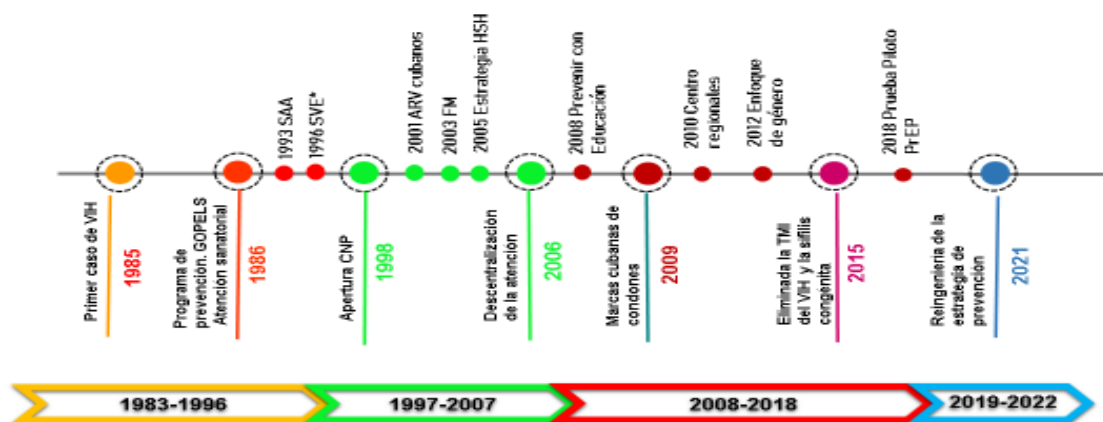 1993 SAA
1996 SVE*
2001 ARV cubanos
2003 FM
2005 Estrategia HSH
2008 Prevenir con
Educación
2010 Centro
regionales
2012 Enfoque
de género
2018 Prueba Piloto
PrEP
Primer caso de VIH
1985
Programa de
prevención. GOPELS
Atención sanatorial
1986
Apertura CNP
1998
Descentralización
de la atención
2006
Marcas cubanas de
condones
2009
Eliminada la TMI
del VIH y la sífilis
congénita
2015
Reingeniería de la
estrategia de
prevención
2021
1983-1996
1997-2007
2008-2018
2019-2022